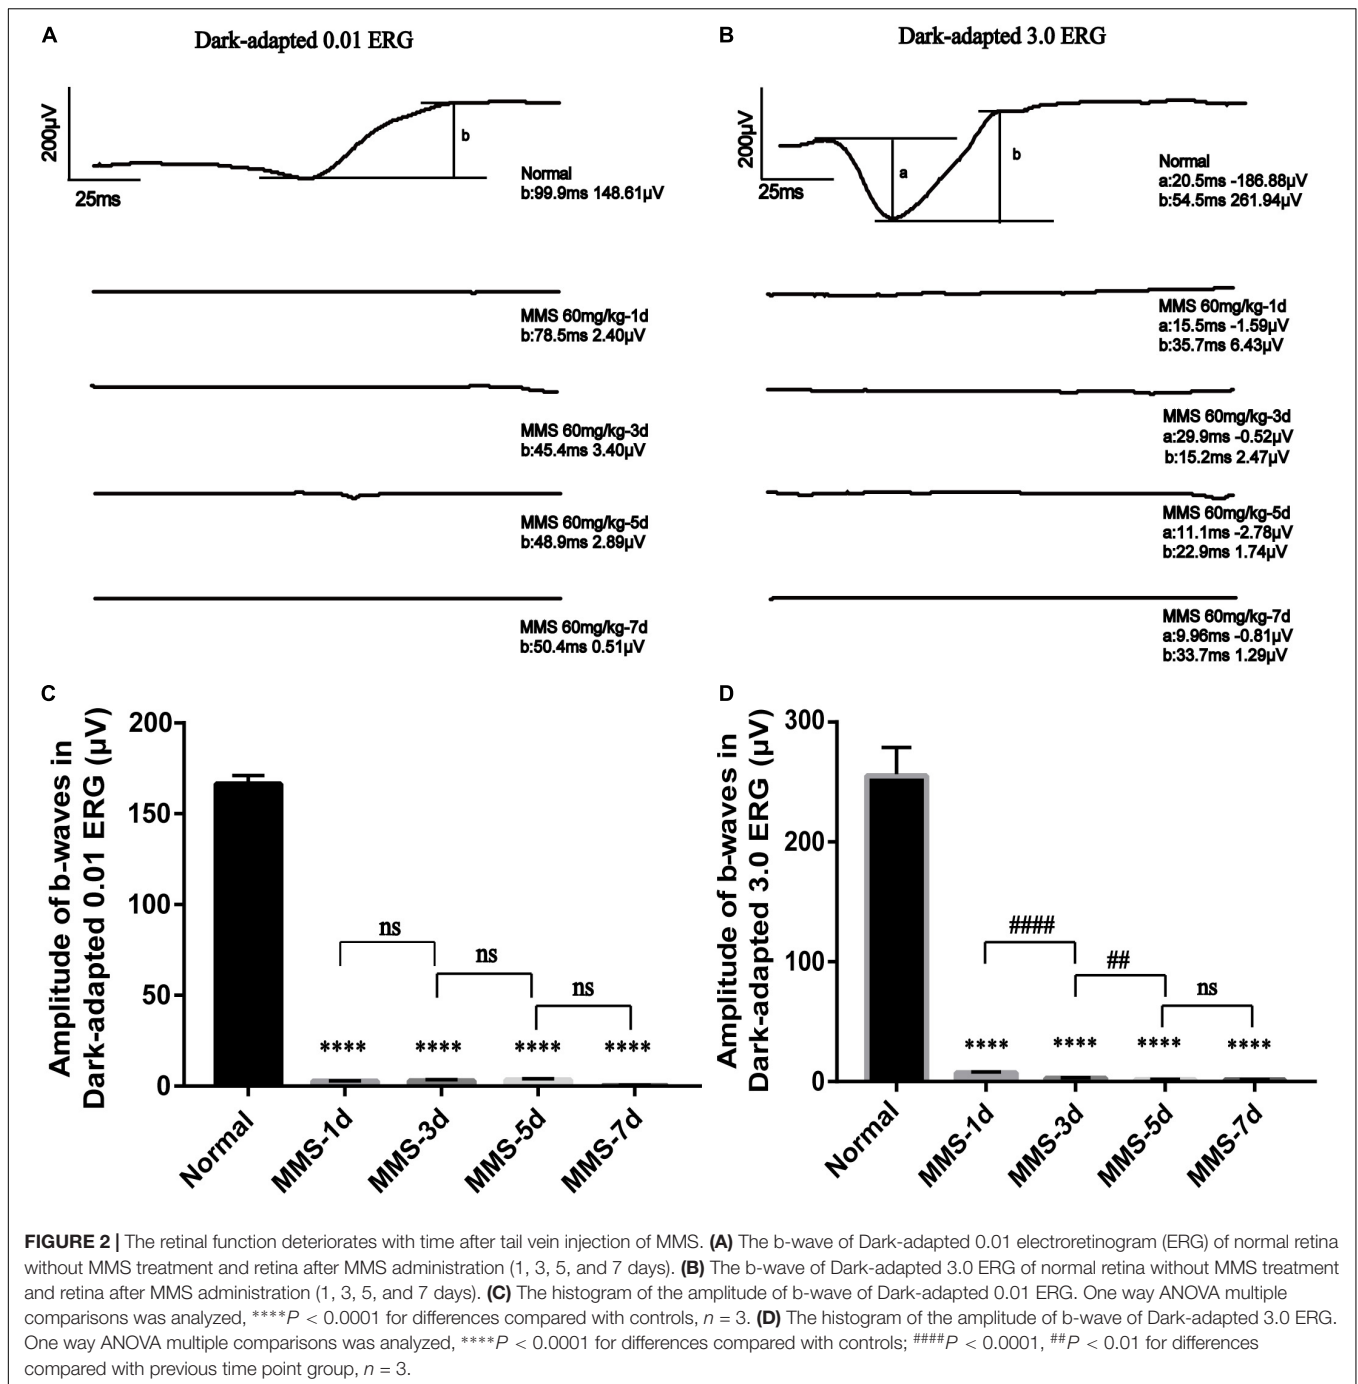 A
Dark-adapted 0.01 ERG
200µV
25ms
b
Normal
b:99.9ms 148.61µV
MMS 60mg/kg-1d
b:78.5ms 2.40µV
MMS 60mg/kg-3d
b:45.4ms 3.40µV
MMS 60mg/kg-5d
b:48.9ms 2.89µV
MMS 60mg/kg-7d
b:50.4ms 0.51µV
B
Dark-adapted 3.0 ERG
200µV
25ms
a
b
Normal
a:20.5ms -186.88µV
b:54.5ms 261.94µV
MMS 60mg/kg-1d
a:15.5ms -1.59µV
b:35.7ms 6.43µV
MMS 60mg/kg-3d
a:29.9ms -0.52µV
b:15.2ms 2.47µV
MMS 60mg/kg-5d
a:11.1ms -2.78µV
b:22.9ms 1.74µV
MMS 60mg/kg-7d
a:9.96ms -0.81µV
b:33.7ms 1.29µV
C
Amplitude of b-waves in
Dark-adapted 0.01 ERG (µV)
200
150
100
50
0
ns
ns
ns
**** **** **** ****
Normal
MMS-1d
MMS-3d
MMS-5d
MMS-7d
D
Amplitude of b-waves in
Dark-adapted 3.0 ERG (µV)
300
200
100
0
####
##
ns
**** **** **** ****
Normal
MMS-1d
MMS-3d
MMS-5d
MMS-7d
FIGURE 2 | The retinal function deteriorates with time after tail vein injection of MMS. (A) The b-wave of Dark-adapted 0.01 electroretinogram (ERG) of normal retina
without MMS treatment and retina after MMS administration (1, 3, 5, and 7 days). (B) The b-wave of Dark-adapted 3.0 ERG of normal retina without MMS treatment
and retina after MMS administration (1, 3, 5, and 7 days). (C) The histogram of the amplitude of b-wave of Dark-adapted 0.01 ERG. One way ANOVA multiple
comparisons was analyzed, ****P < 0.0001 for differences compared with controls, n = 3. (D) The histogram of the amplitude of b-wave of Dark-adapted 3.0 ERG.
One way ANOVA multiple comparisons was analyzed, ****P < 0.0001 for differences compared with controls; ####P < 0.0001, ##P < 0.01 for differences
compared with previous time point group, n = 3.